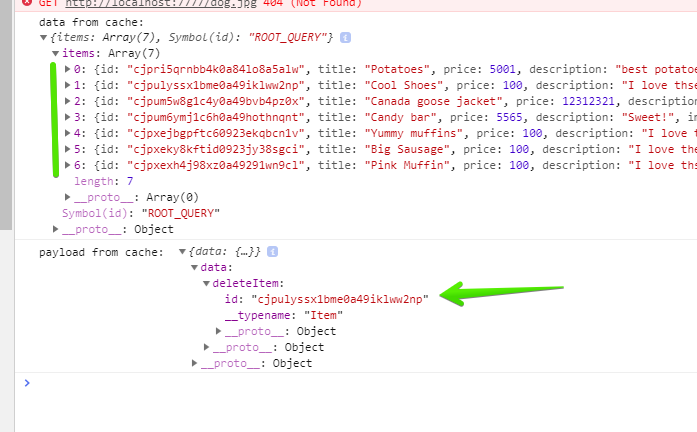 GET http://localhost:7777/dog.jpg 404 (Not Found)
data from cache:
▼{items: Array(7), Symbol(id): "ROOT_QUERY"} i
▼items: Array(7)
▶0: {id: "cjpri5qrnbb4k0a84lo8a5alw", title: "Potatoes", price: 5001, description: "best potatoe
▶1: {id: "cjpulyssx1bme0a49iklww2np", title: "Cool Shoes", price: 100, description: "I love thse
▶2: {id: "cjpum5w8g1c4y0a49bvb4pz0x", title: "Canada goose jacket", price: 12312321, descriptio
▶3: {id: "cjpum6ymj1c6h0a49hothnqnt", title: "Candy bar", price: 5565, description: "Sweet!", im
▶4: {id: "cjpxejbgpftc60923ekqbcn1v", title: "Yummy muffins", price: 100, description: "I love t
▶5: {id: "cjpxeky8kftid0923jy38sgci", title: "Big Sausage", price: 100, description: "I love ths
▶6: {id: "cjpxexh4j98xz0a49291wn9cl", title: "Pink Muffin", price: 100, description: "I love ths
length: 7
▶__proto__: Array(0)
Symbol(id): "ROOT_QUERY"
▶__proto__: Object
payload from cache: ▼{data: {…}} i
▼data:
▼deleteItem:
id: "cjpulyssx1bme0a49iklww2np"
__typename: "Item"
▶__proto__: Object
▶__proto__: Object
▶__proto__: Object
>